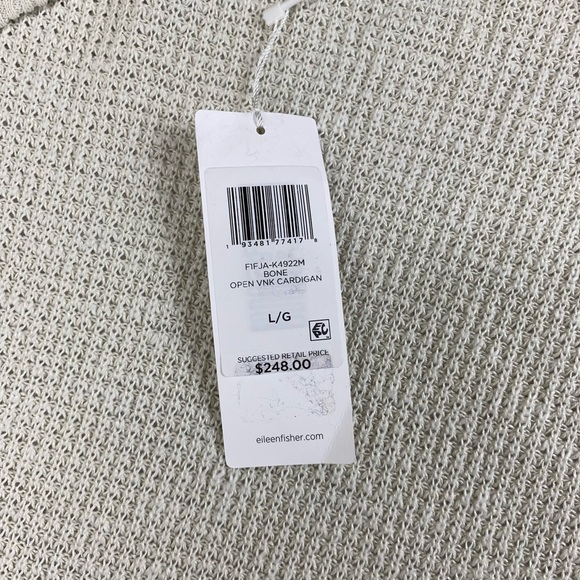 1 93481 77417 8
F1FJA-K4922M
BONE
OPEN VNK CARDIGAN
L/G
SUGGESTED RETAIL PRICE
$248.00
eileenfisher.com